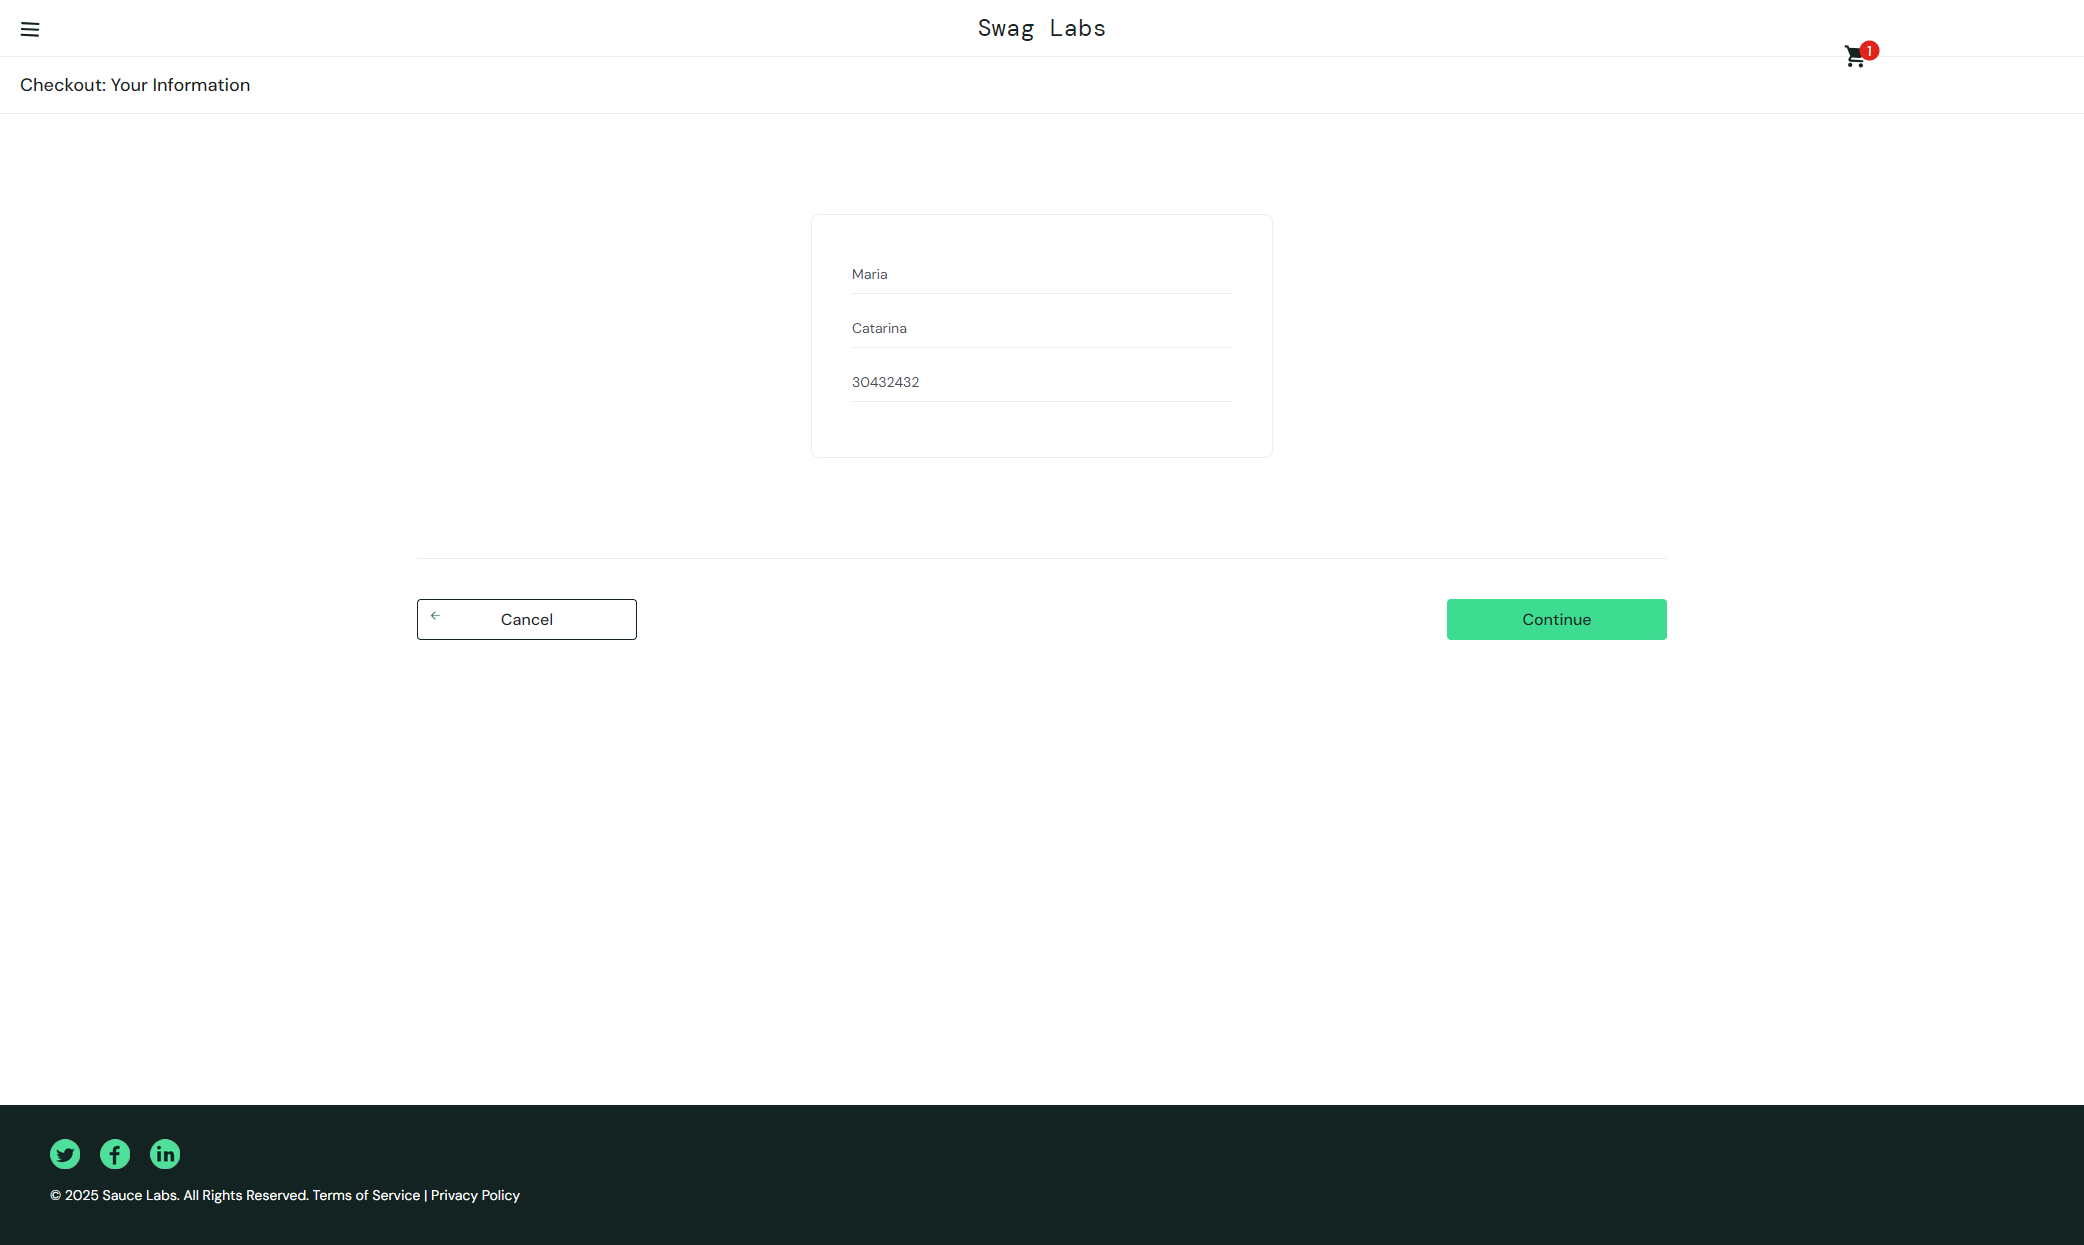 Swag Labs
1
Checkout: Your Information
Maria
Catarina
30432432
Cancel
Continue
© 2025 Sauce Labs. All Rights Reserved. Terms of Service | Privacy Policy